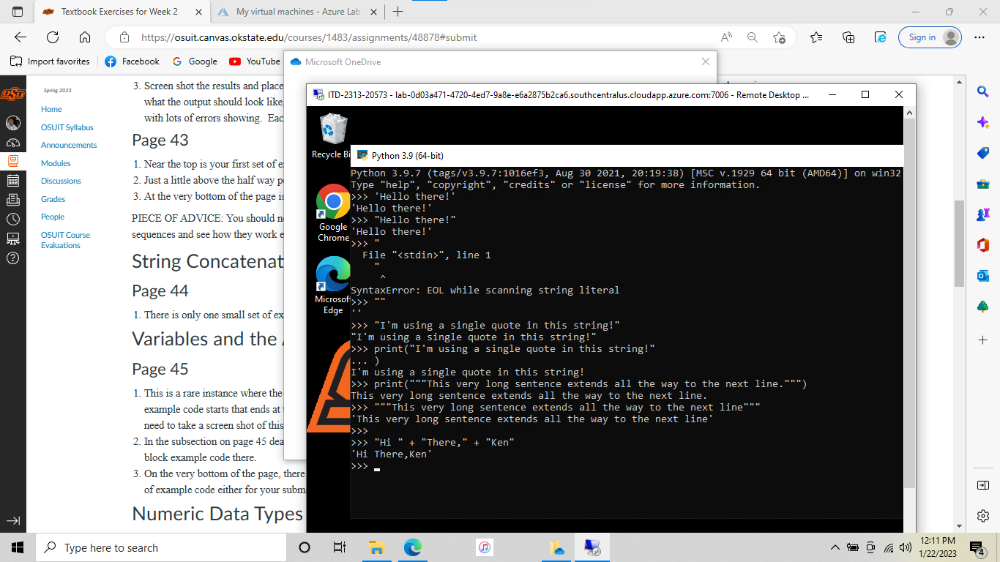 Textbook Exercises for Week 2
My virtual machines - Azure Lab
https://osuit.canvas.okstate.edu/courses/1483/assignments/48878#submit
Sign in
Import favorites
Facebook
Google
YouTube
Microsoft OneDrive
OSU
Spring 2023
Home
OSUIT Syllabus
Announcements
Modules
Discussions
Grades
People
OSUIT Course
Evaluations
3. Screen shot the results and place
what the output should look like,
with lots of errors showing. Eac
Page 43
1. Near the top is your first set of e
2. Just a little above the half way p
3. At the very bottom of the page is
PIECE OF ADVICE: You should n
sequences and see how they work e
String Concatenat
Page 44
1. There is only one small set of ex
Variables and the
Page 45
1. This is a rare instance where the
example code starts that ends at
need to take a screen shot of this
2. In the subsection on page 45 dea
block example code there.
3. On the very bottom of the page, there
of example code either for your subm
Numeric Data Types
ITD-2313-20573 - lab-0d03a471-4720-4ed7-9a8e-e6a2875b2ca6.southcentralus.cloudapp.azure.com:7006 - Remote Desktop ...
Recycle Bi
Google
Chrome
Microsof
Edge
Python 3.9 (64-bit)
Python 3.9.7 (tags/v3.9.7:1016ef3, Aug 30 2021, 20:19:38) [MSC v.1929 64 bit (AMD64)] on win32
Type "help", "copyright", "credits" or "license" for more information.
>>> 'Hello there!'
'Hello there!'
>>> "Hello there!"
'Hello there!'
>>> "
  File "<stdin>", line 1
    "
     ^
SyntaxError: EOL while scanning string literal
>>> ""
''
>>> "I'm using a single quote in this string!"
"I'm using a single quote in this string!"
>>> print("I'm using a single quote in this string!"
... )
I'm using a single quote in this string!
>>> print("""This very long sentence extends all the way to the next line.""")
This very long sentence extends all the way to the next line.
>>> """This very long sentence extends all the way to the next line"""
'This very long sentence extends all the way to the next line'
>>>
>>> "Hi " + "There," + "Ken"
'Hi There,Ken'
>>>
Type here to search
12:11 PM
1/22/2023
4